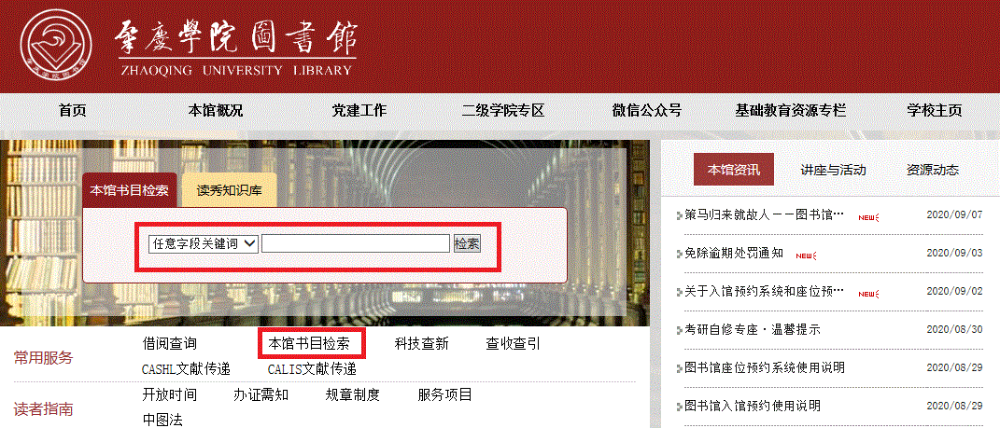 肇慶學院圖書館
ZHAOQING UNIVERSITY LIBRARY
首页 本馆概况 党建工作 二级学院专区 微信公众号 基础教育资源专栏 学校主页
本馆书目检索 读秀知识库
任意字段关键词 检索
常用服务
借阅查询 本馆书目检索 科技查新 查收查引
CASHL文献传递 CALIS文献传递
读者指南
开放时间 办证需知 规章制度 服务项目
中图法
本馆资讯 讲座与活动 资源动态
策马归来就故人－－图书馆… NEW 2020/09/07
免除逾期处罚通知 NEW 2020/09/03
关于入馆预约系统和座位预… NEW 2020/09/02
考研自修专座·温馨提示 2020/08/30
图书馆座位预约系统使用说明 2020/08/29
图书馆入馆预约使用说明 2020/08/29